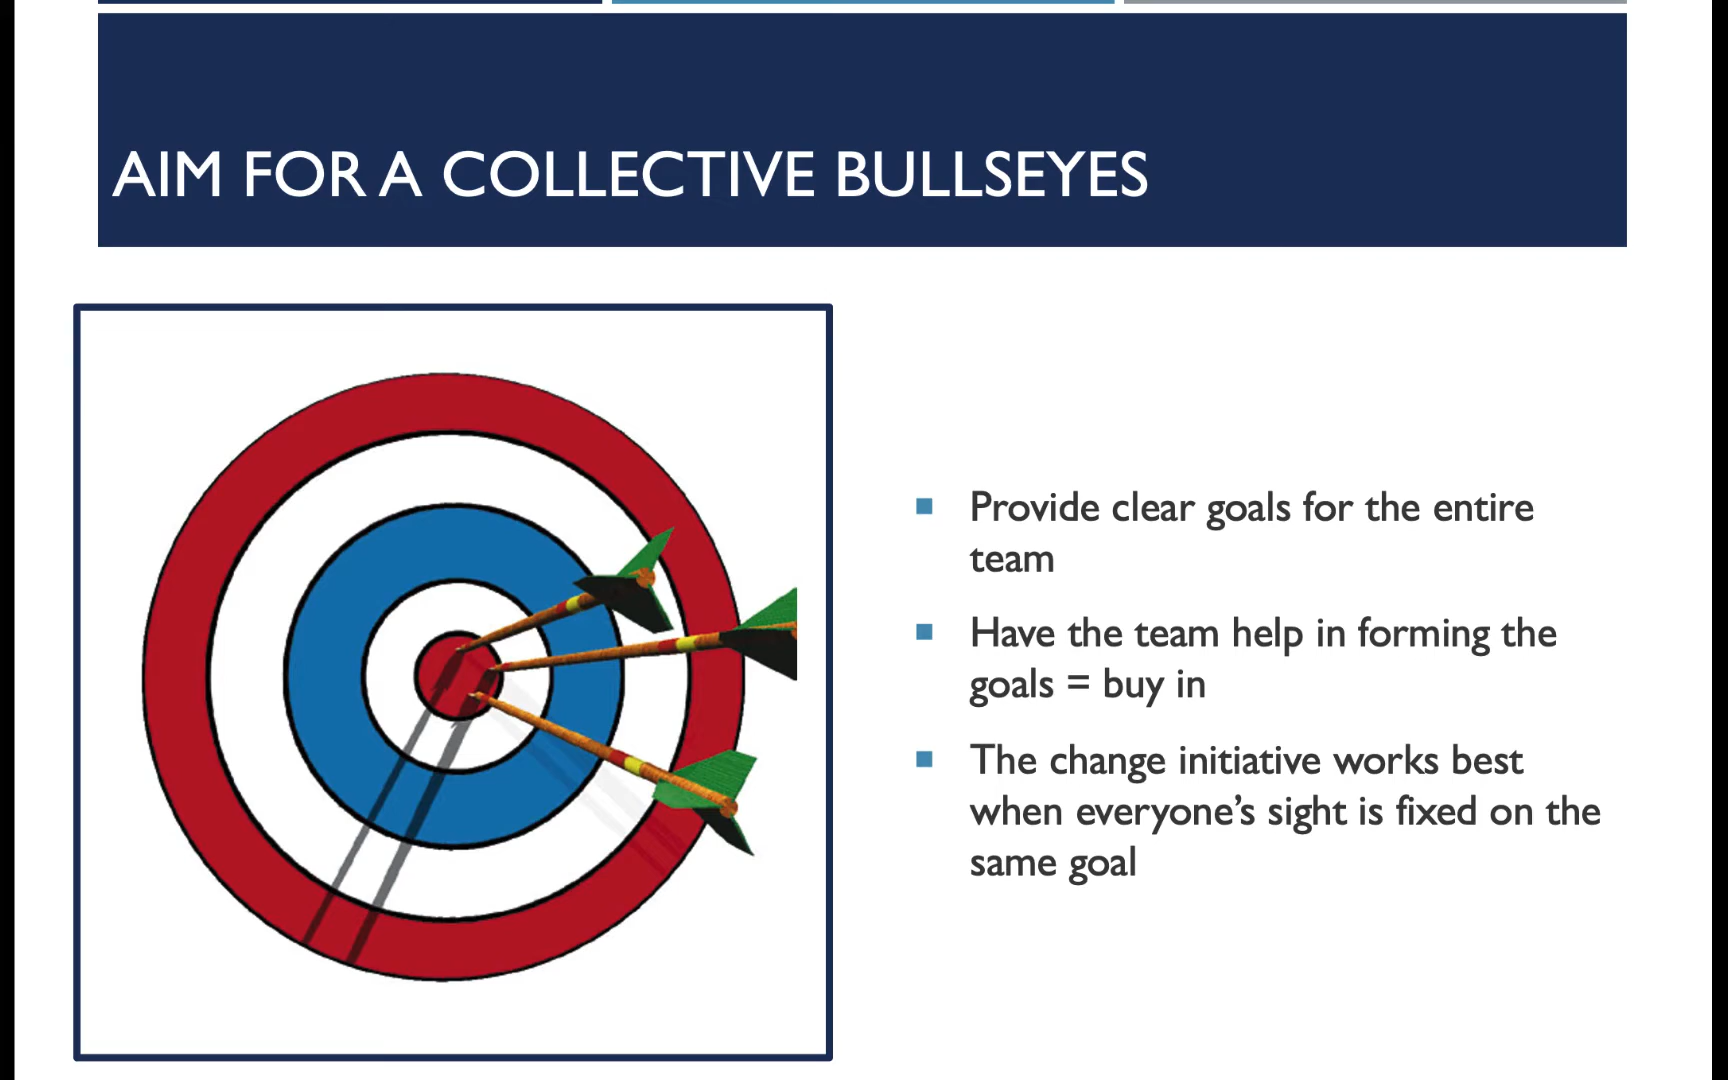 AIM FOR A COLLECTIVE BULLSEYES
Provide clear goals for the entire
team
Have the team help in forming the
goals = buy in
The change initiative works best
when everyone’s sight is fixed on the
same goal